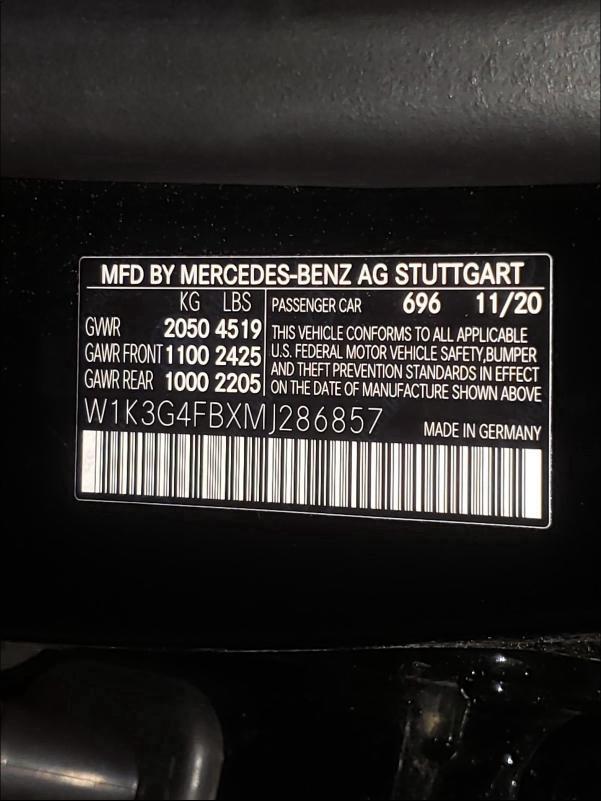 MFD BY MERCEDES-BENZ AG STUTTGART
KG LBS
GVWR 2050 4519
GAWR FRONT 1100 2425
GAWR REAR 1000 2205
PASSENGER CAR 696 11/20
THIS VEHICLE CONFORMS TO ALL APPLICABLE
U.S. FEDERAL MOTOR VEHICLE SAFETY,BUMPER
AND THEFT PREVENTION STANDARDS IN EFFECT
ON THE DATE OF MANUFACTURE SHOWN ABOVE
W1K3G4FBXMJ286857
MADE IN GERMANY